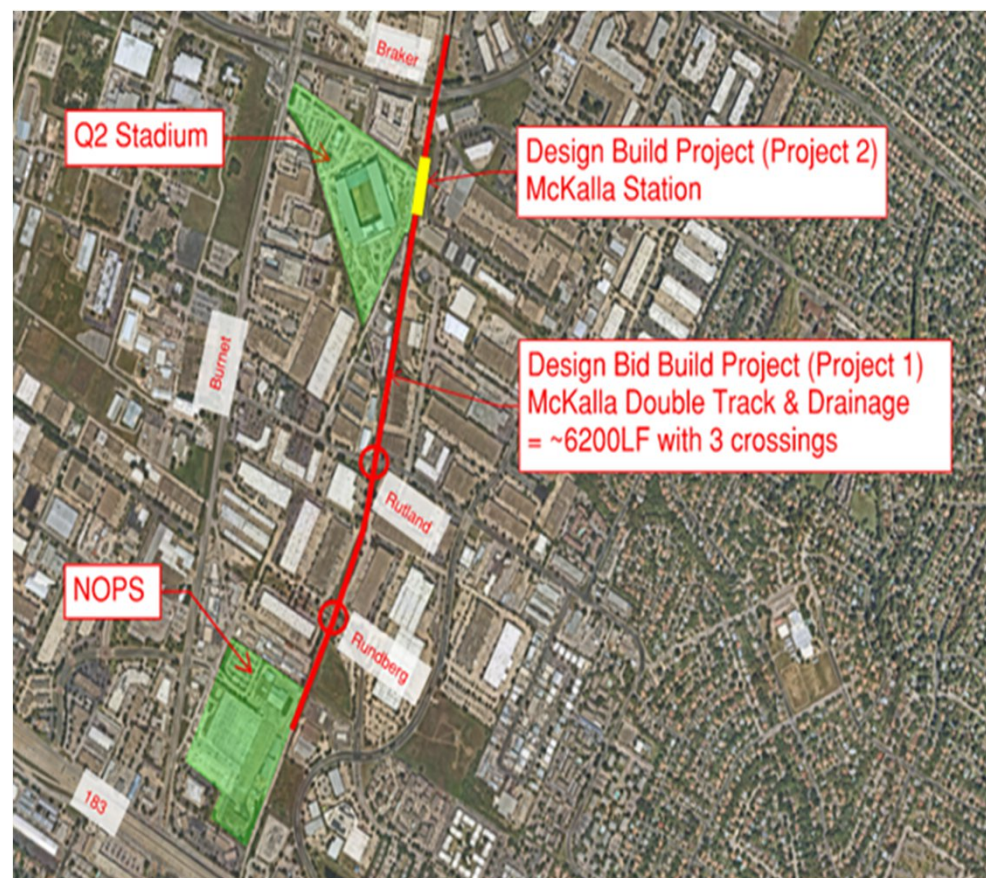 Braker
Q2 Stadium
Design Build Project (Project 2)
McKalla Station
Burnet
Design Bid Build Project (Project 1)
McKalla Double Track & Drainage
= ~6200LF with 3 crossings
Rutland
NOPS
Rundberg
183